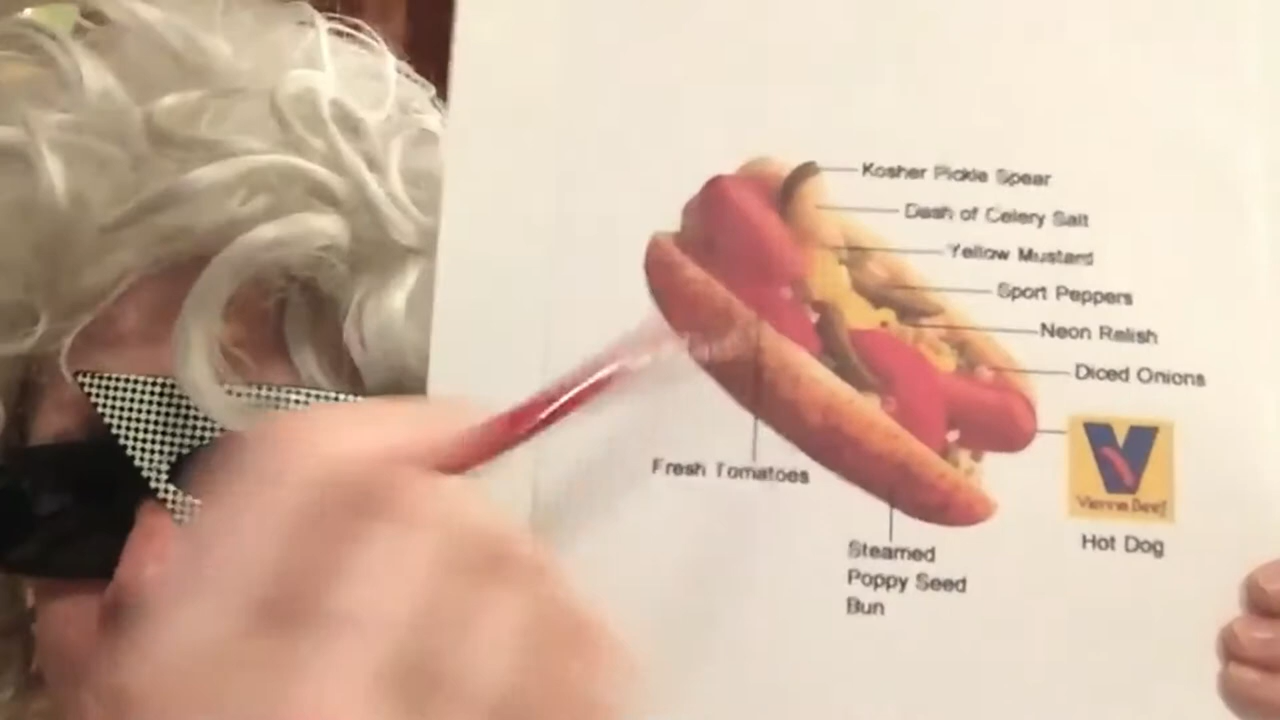 Kosher Pickle Spear
Dash of Celery Salt
Yellow Mustard
Sport Peppers
Neon Relish
Diced Onions
Fresh Tomatoes
Vienna Beef
Hot Dog
Steamed
Poppy Seed
Bun